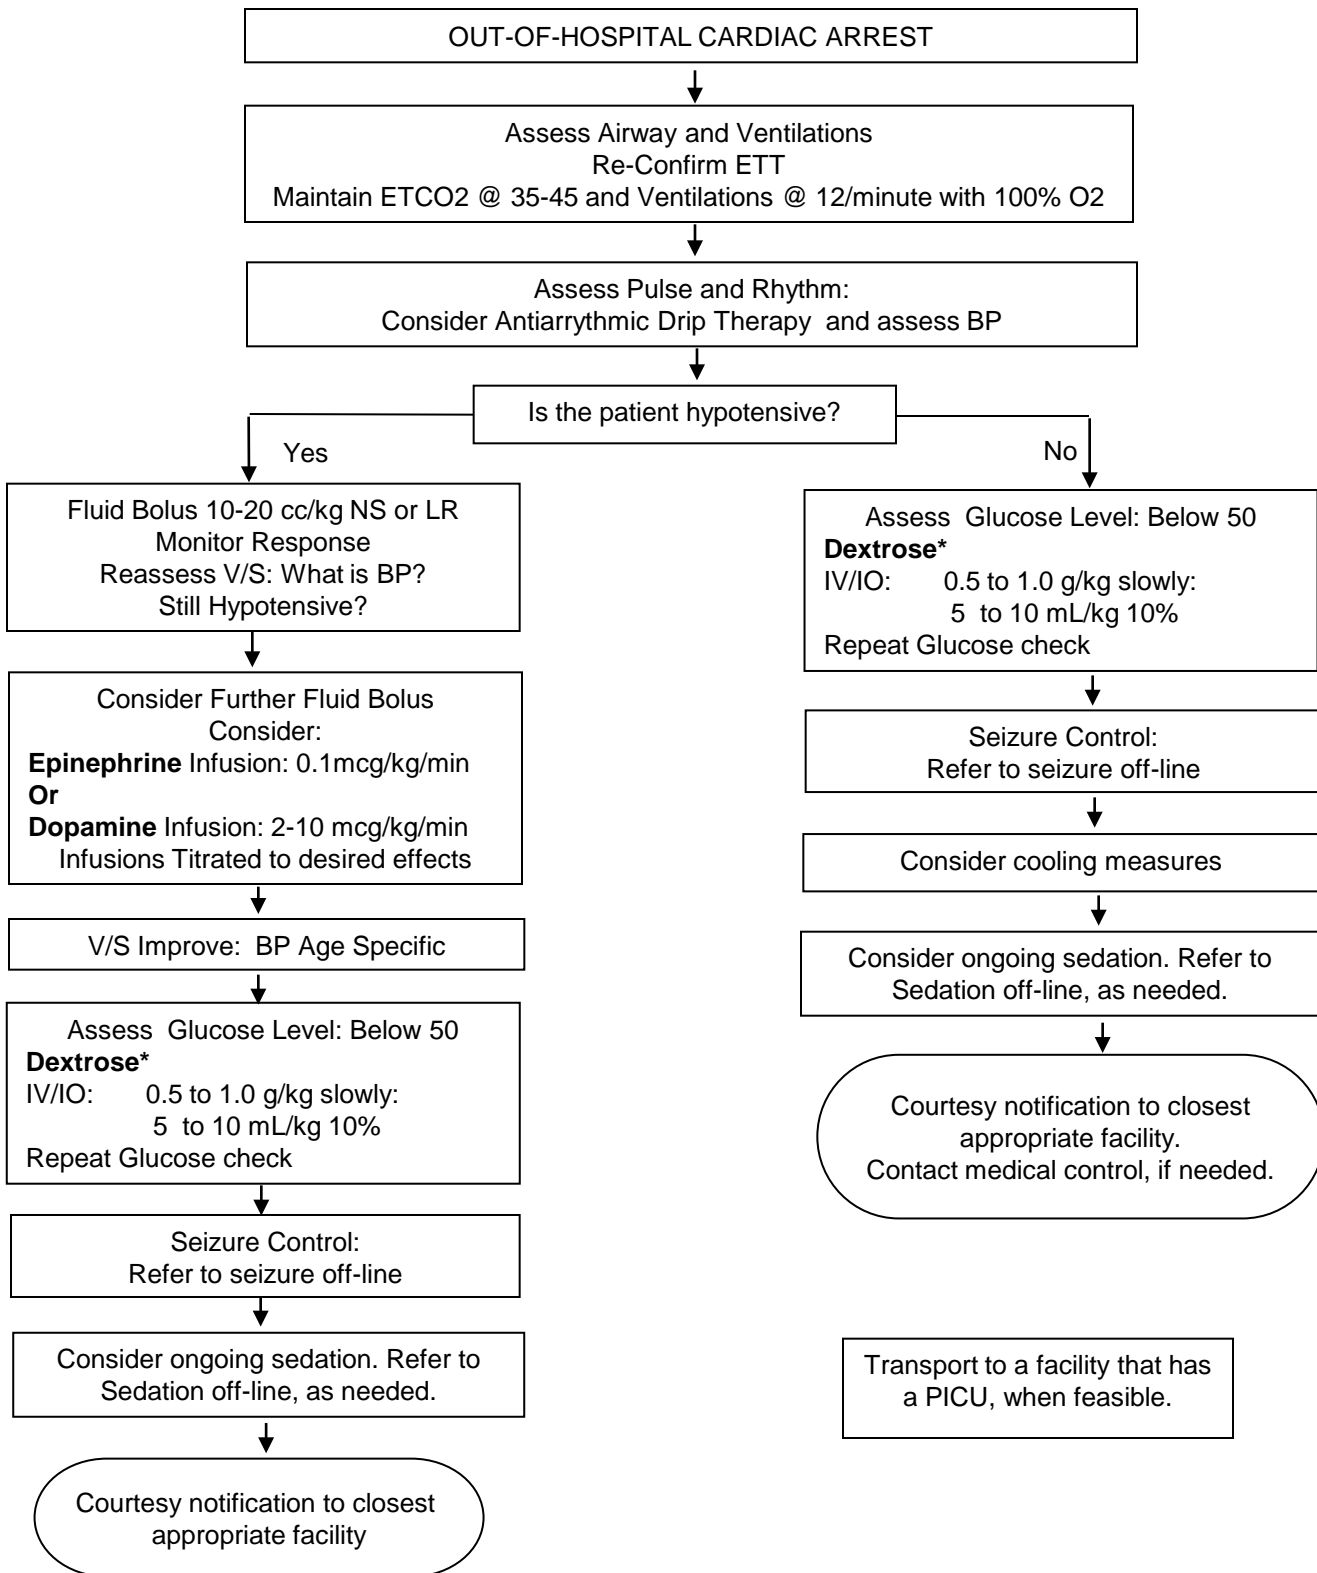 OUT-OF-HOSPITAL CARDIAC ARREST
Assess Airway and Ventilations
Re-Confirm ETT
Maintain ETCO2 @ 35-45 and Ventilations @ 12/minute with 100% O2
Assess Pulse and Rhythm:
Consider Antiarrythmic Drip Therapy and assess BP
Is the patient hypotensive?
Yes
Fluid Bolus 10-20 cc/kg NS or LR
Monitor Response
Reassess V/S: What is BP?
Still Hypotensive?
Consider Further Fluid Bolus
Consider:
Epinephrine Infusion: 0.1mcg/kg/min
Or
Dopamine Infusion: 2-10 mcg/kg/min
Infusions Titrated to desired effects
V/S Improve: BP Age Specific
Assess Glucose Level: Below 50
Dextrose*
IV/IO: 0.5 to 1.0 g/kg slowly:
5 to 10 mL/kg 10%
Repeat Glucose check
Seizure Control:
Refer to seizure off-line
Consider ongoing sedation. Refer to
Sedation off-line, as needed.
Courtesy notification to closest
appropriate facility
No
Assess Glucose Level: Below 50
Dextrose*
IV/IO: 0.5 to 1.0 g/kg slowly:
5 to 10 mL/kg 10%
Repeat Glucose check
Seizure Control:
Refer to seizure off-line
Consider cooling measures
Consider ongoing sedation. Refer to
Sedation off-line, as needed.
Courtesy notification to closest
appropriate facility.
Contact medical control, if needed.
Transport to a facility that has
a PICU, when feasible.